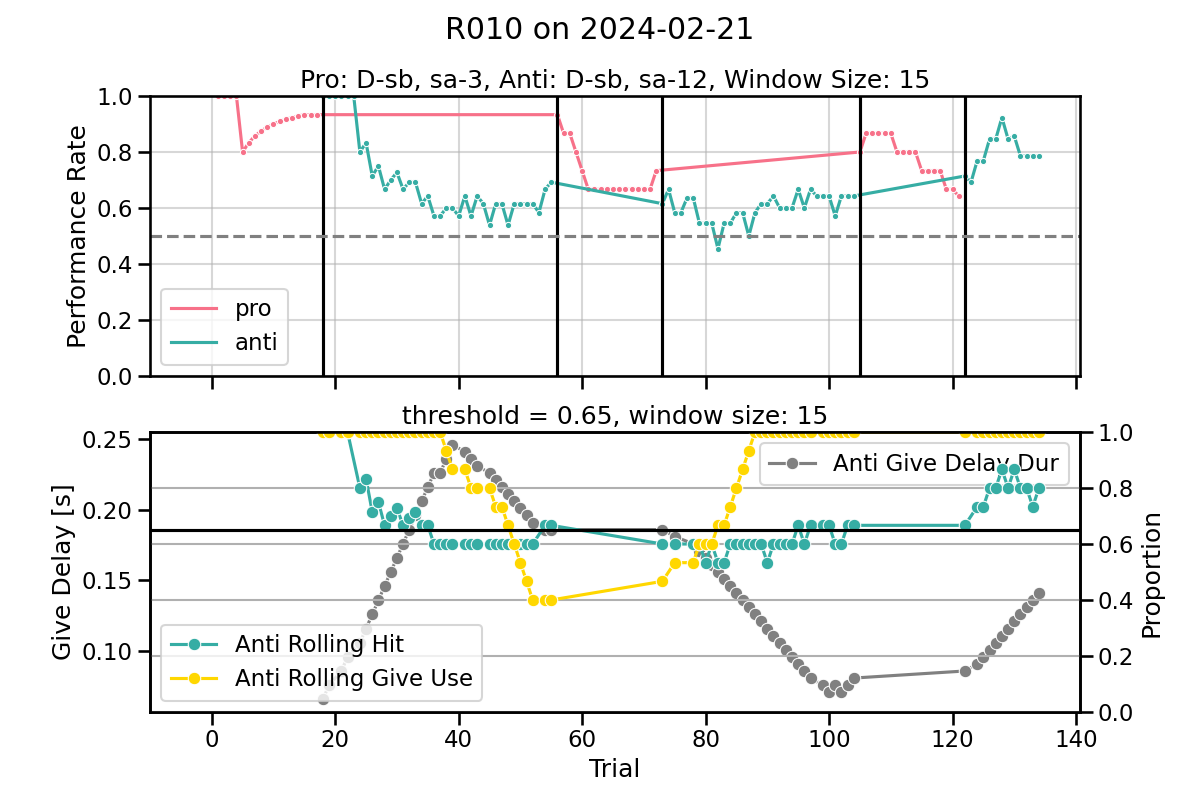 R010 on 2024-02-21
Pro: D-sb, sa-3, Anti: D-sb, sa-12, Window Size: 15
Performance Rate
1.0
0.8
0.6
0.4
0.2
0.0
pro
anti
threshold = 0.65, window size: 15
Give Delay [s]
0.25
0.20
0.15
0.10
Anti Give Delay Dur
Anti Rolling Hit
Anti Rolling Give Use
1.0
0.8
0.6
0.4
0.2
0.0
Proportion
0 20 40 60 80 100 120 140
Trial